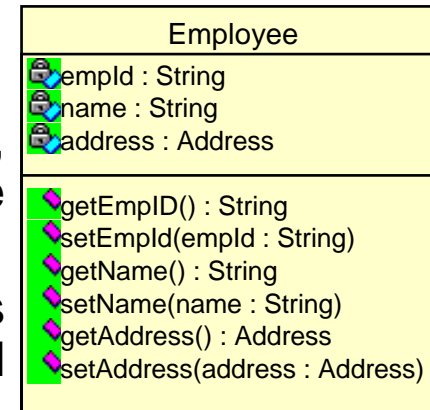 Employee
empId : String
name : String
address : Address
getEmpID() : String
setEmpId(empId : String)
getName() : String
setName(name : String)
getAddress() : Address
setAddress(address : Address)